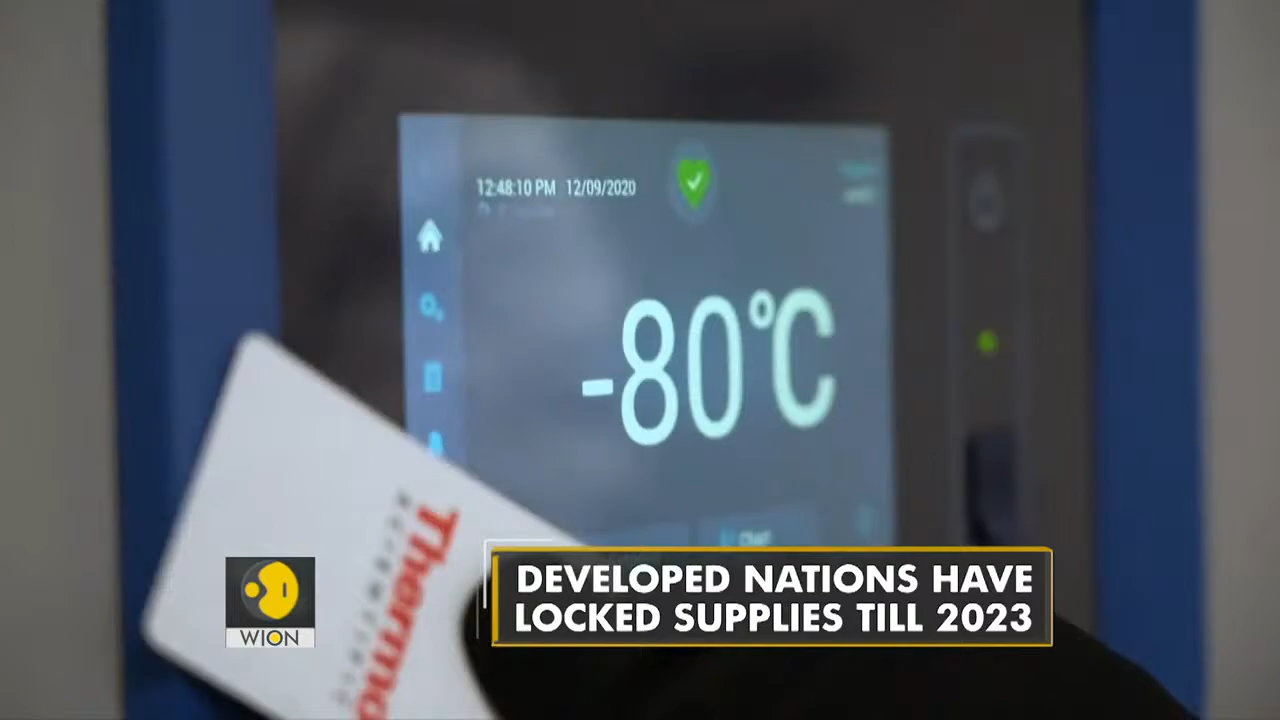 12:48:10 PM 12/09/2020
-80°C
Thermo
DEVELOPED NATIONS HAVE
LOCKED SUPPLIES TILL 2023
WION